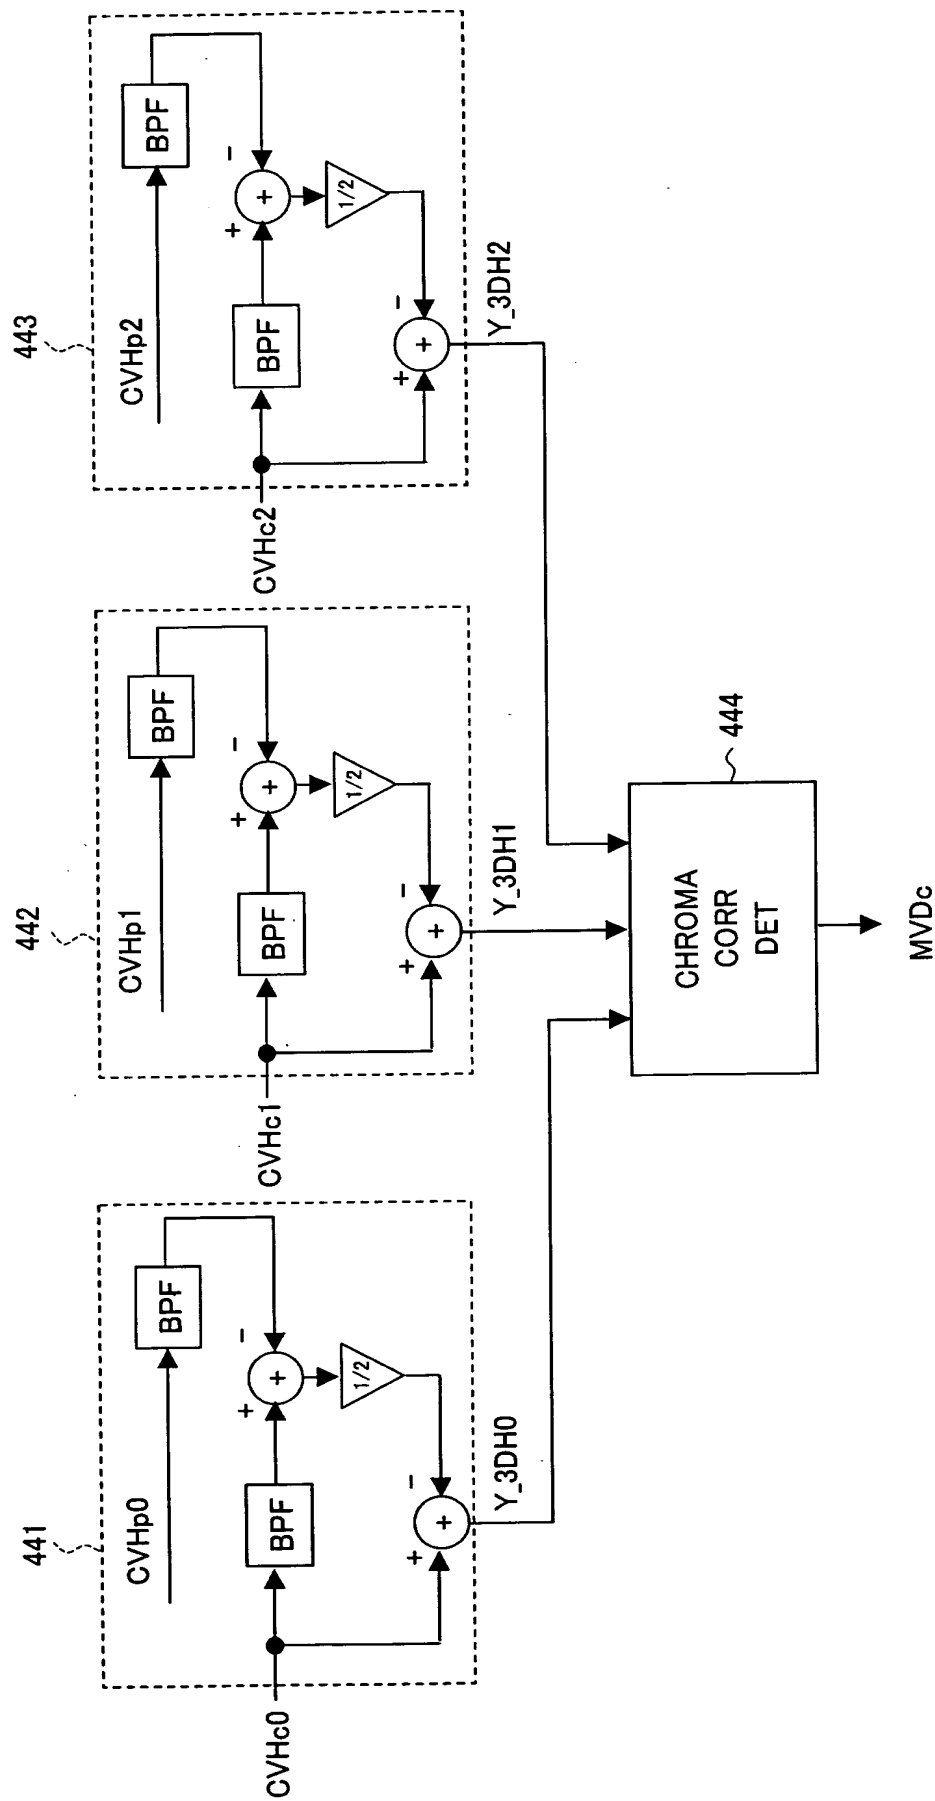 441
CVHp0
BPF
CVHc0
BPF
+
-
+
1/2
+
-
+
Y_3DH0
442
CVHp1
BPF
CVHc1
BPF
+
-
+
1/2
+
-
+
Y_3DH1
443
CVHp2
BPF
CVHc2
BPF
+
-
+
1/2
+
-
+
Y_3DH2
444
CHROMA
CORR
DET
MVDc